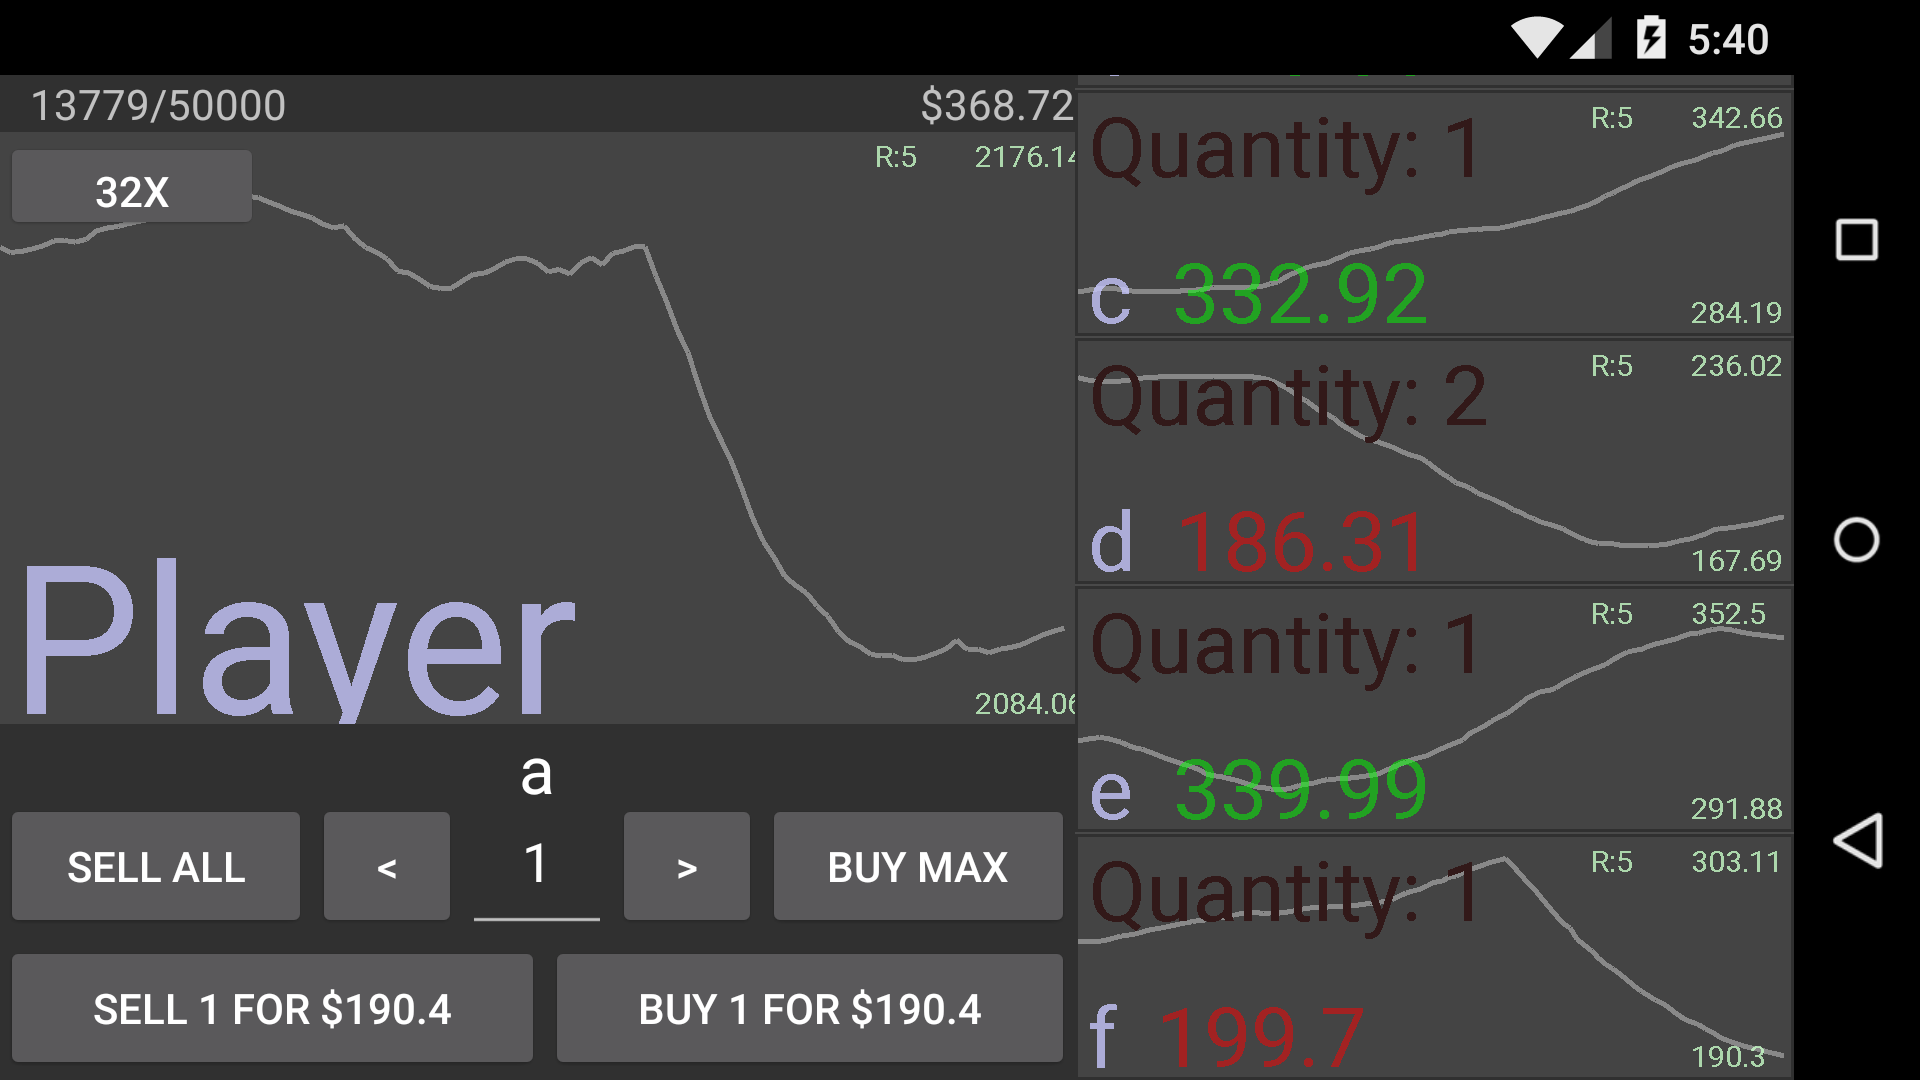 5:40
13779/50000 $368.72
32X
R:5 2176.14
Player
2084.06
a
SELL ALL < 1 > BUY MAX
SELL 1 FOR $190.4 BUY 1 FOR $190.4
Quantity: 1 R:5 342.66
c 332.92 284.19
Quantity: 2 R:5 236.02
d 186.31 167.69
Quantity: 1 R:5 352.5
e 339.99 291.88
Quantity: 1 R:5 303.11
f 199.7 190.3